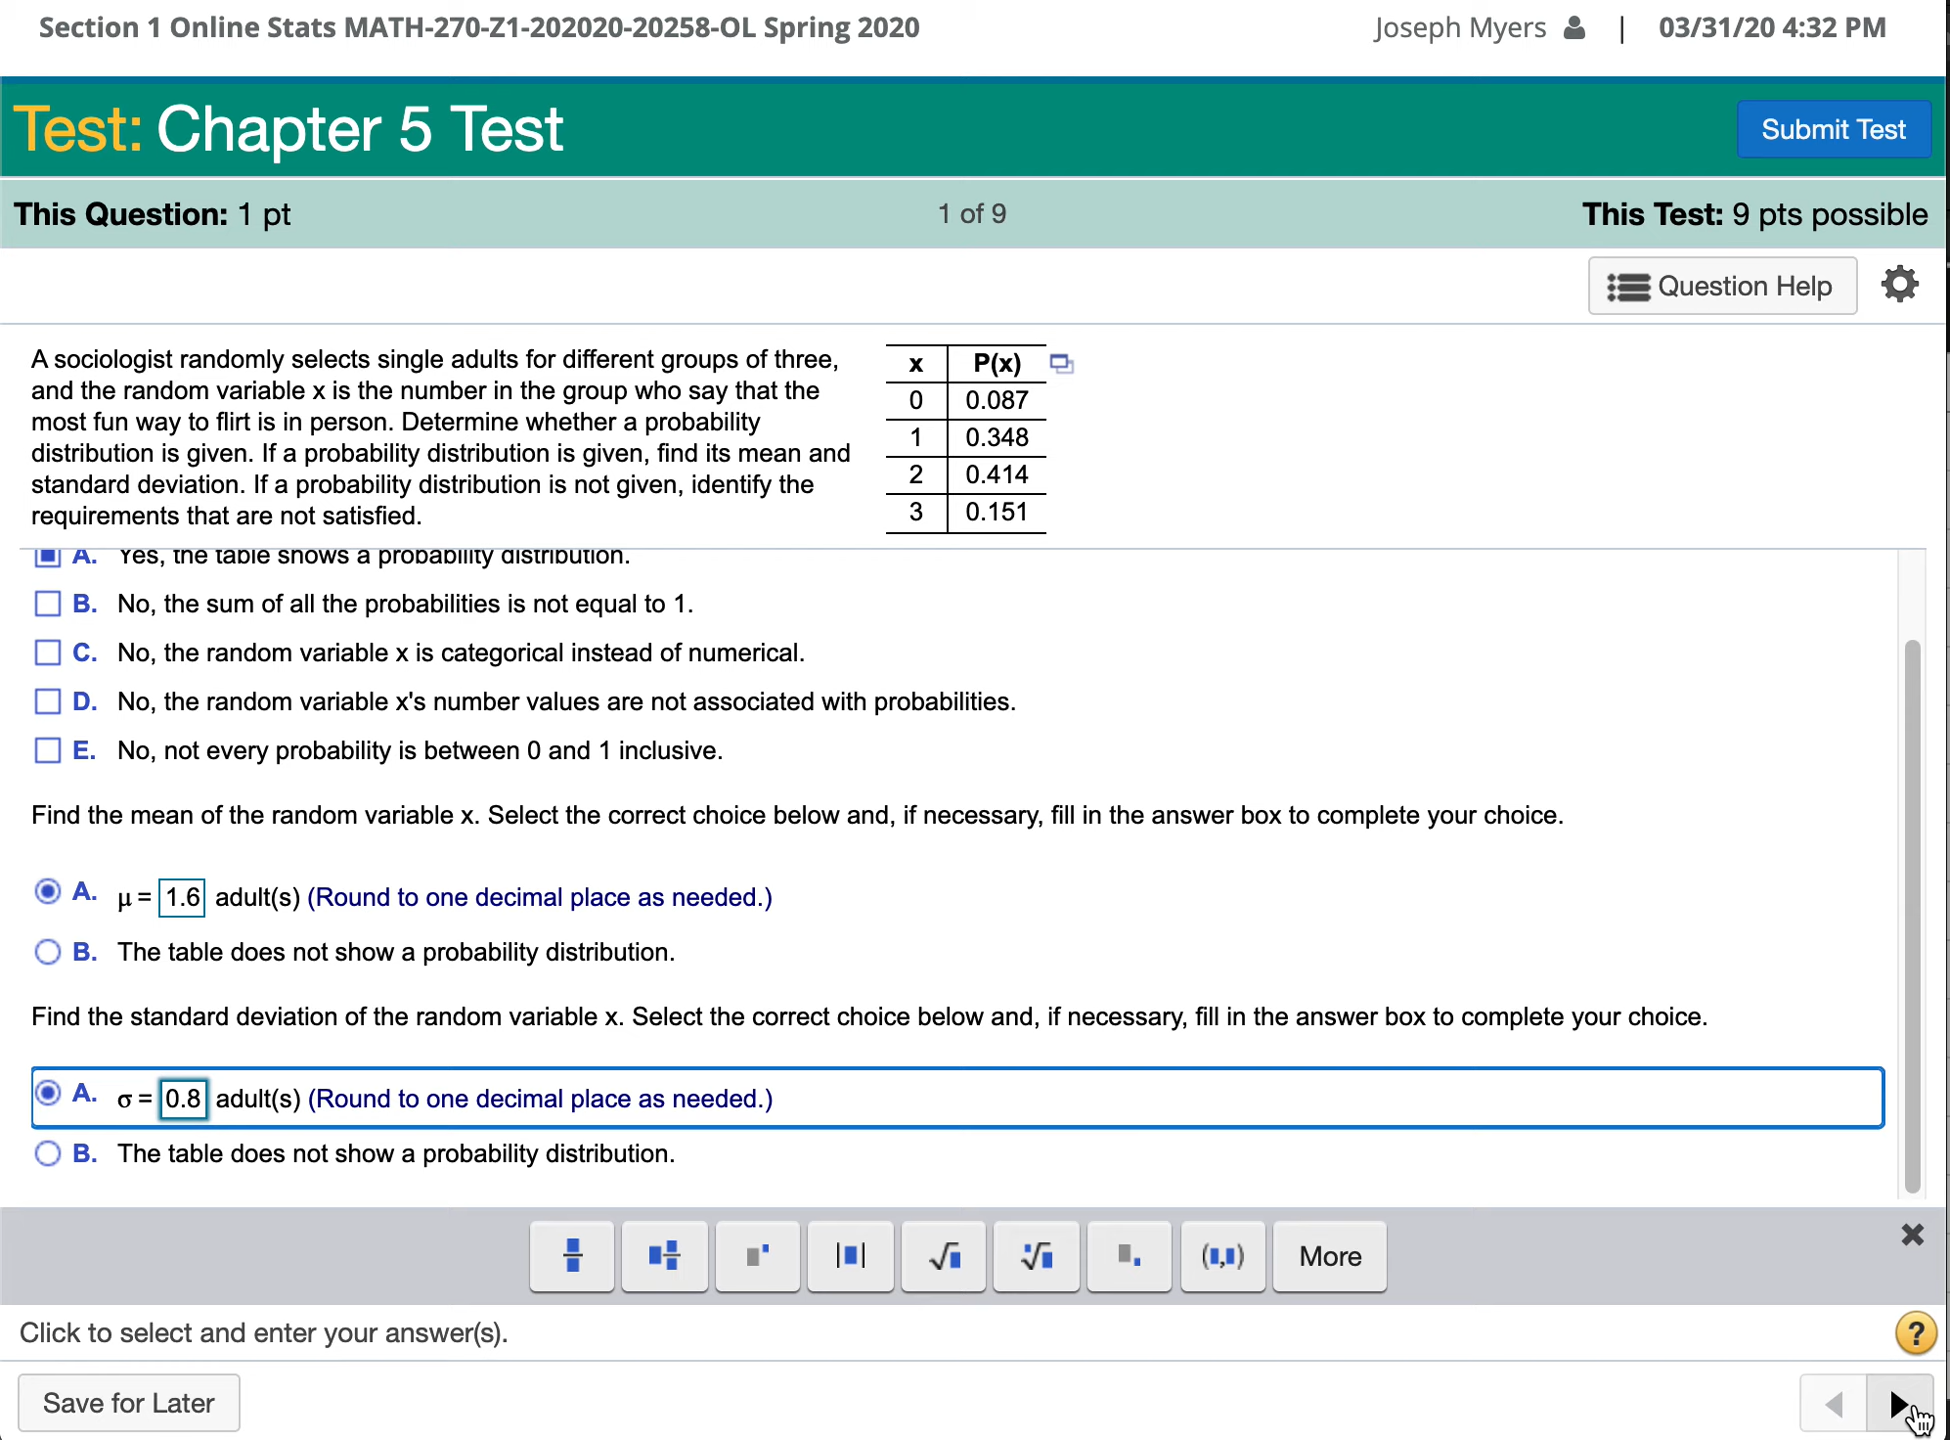 Section 1 Online Stats MATH-270-Z1-202020-20258-OL Spring 2020
Joseph Myers | 03/31/20 4:32 PM
Test: Chapter 5 Test
Submit Test
This Question: 1 pt
1 of 9
This Test: 9 pts possible
Question Help
A sociologist randomly selects single adults for different groups of three,
and the random variable x is the number in the group who say that the
most fun way to flirt is in person. Determine whether a probability
distribution is given. If a probability distribution is given, find its mean and
standard deviation. If a probability distribution is not given, identify the
requirements that are not satisfied.
x P(x)
0 0.087
1 0.348
2 0.414
3 0.151
A. Yes, the table shows a probability distribution.
B. No, the sum of all the probabilities is not equal to 1.
C. No, the random variable x is categorical instead of numerical.
D. No, the random variable x's number values are not associated with probabilities.
E. No, not every probability is between 0 and 1 inclusive.
Find the mean of the random variable x. Select the correct choice below and, if necessary, fill in the answer box to complete your choice.
A. μ = 1.6 adult(s) (Round to one decimal place as needed.)
B. The table does not show a probability distribution.
Find the standard deviation of the random variable x. Select the correct choice below and, if necessary, fill in the answer box to complete your choice.
A. σ = 0.8 adult(s) (Round to one decimal place as needed.)
B. The table does not show a probability distribution.
More
Click to select and enter your answer(s).
?
Save for Later